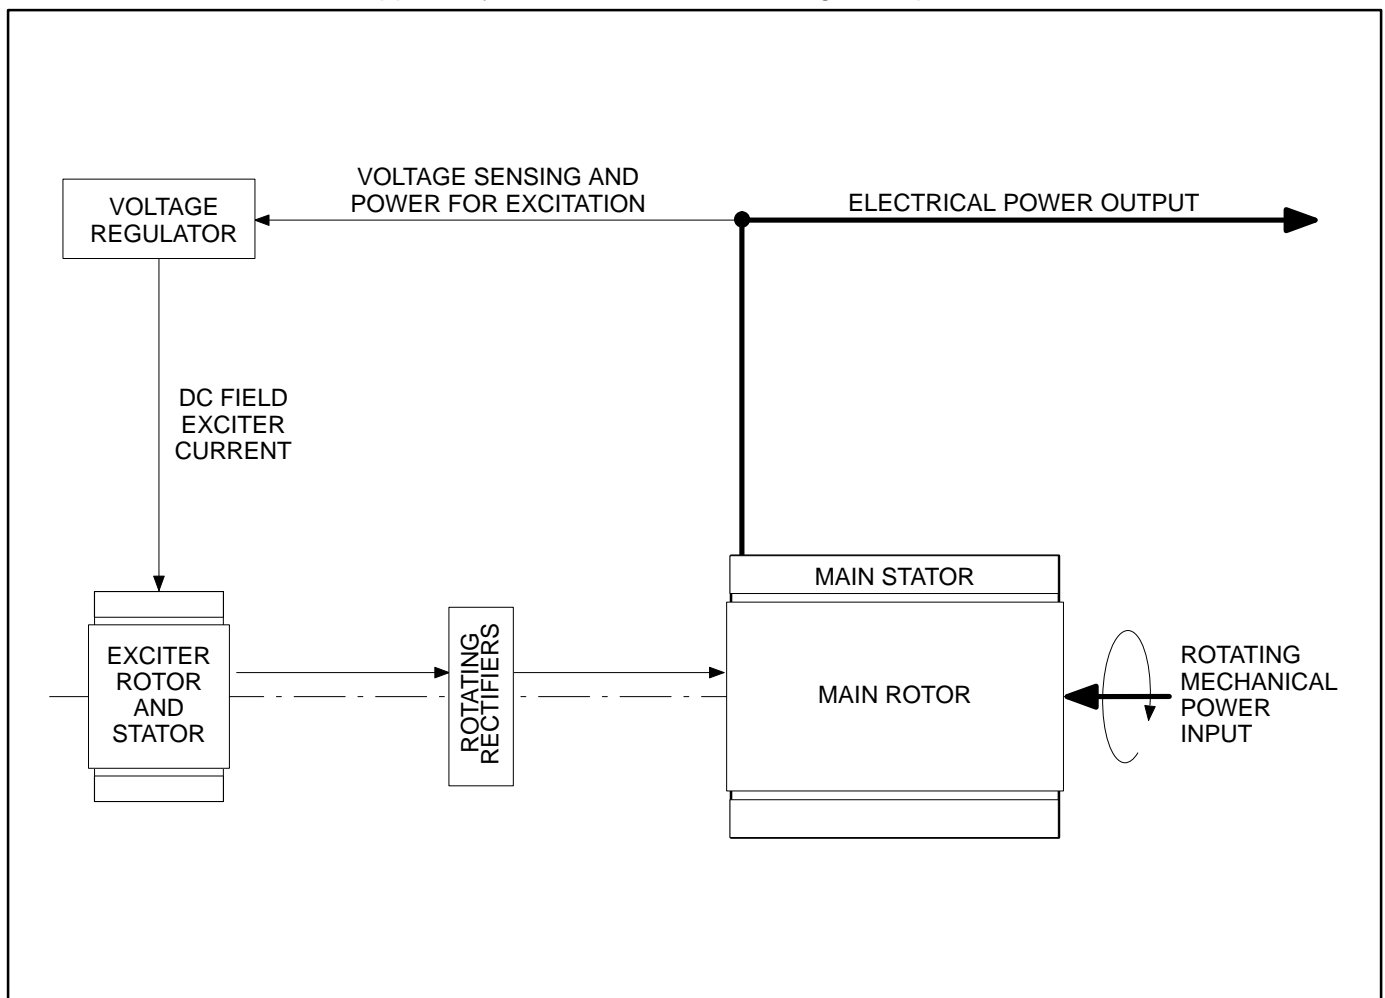 VOLTAGE SENSING AND
POWER FOR EXCITATION
ELECTRICAL POWER OUTPUT
VOLTAGE
REGULATOR
DC FIELD
EXCITER
CURRENT
MAIN STATOR
EXCITER
ROTOR
AND
STATOR
ROTATING
RECTIFIERS
MAIN ROTOR
ROTATING
MECHANICAL
POWER
INPUT